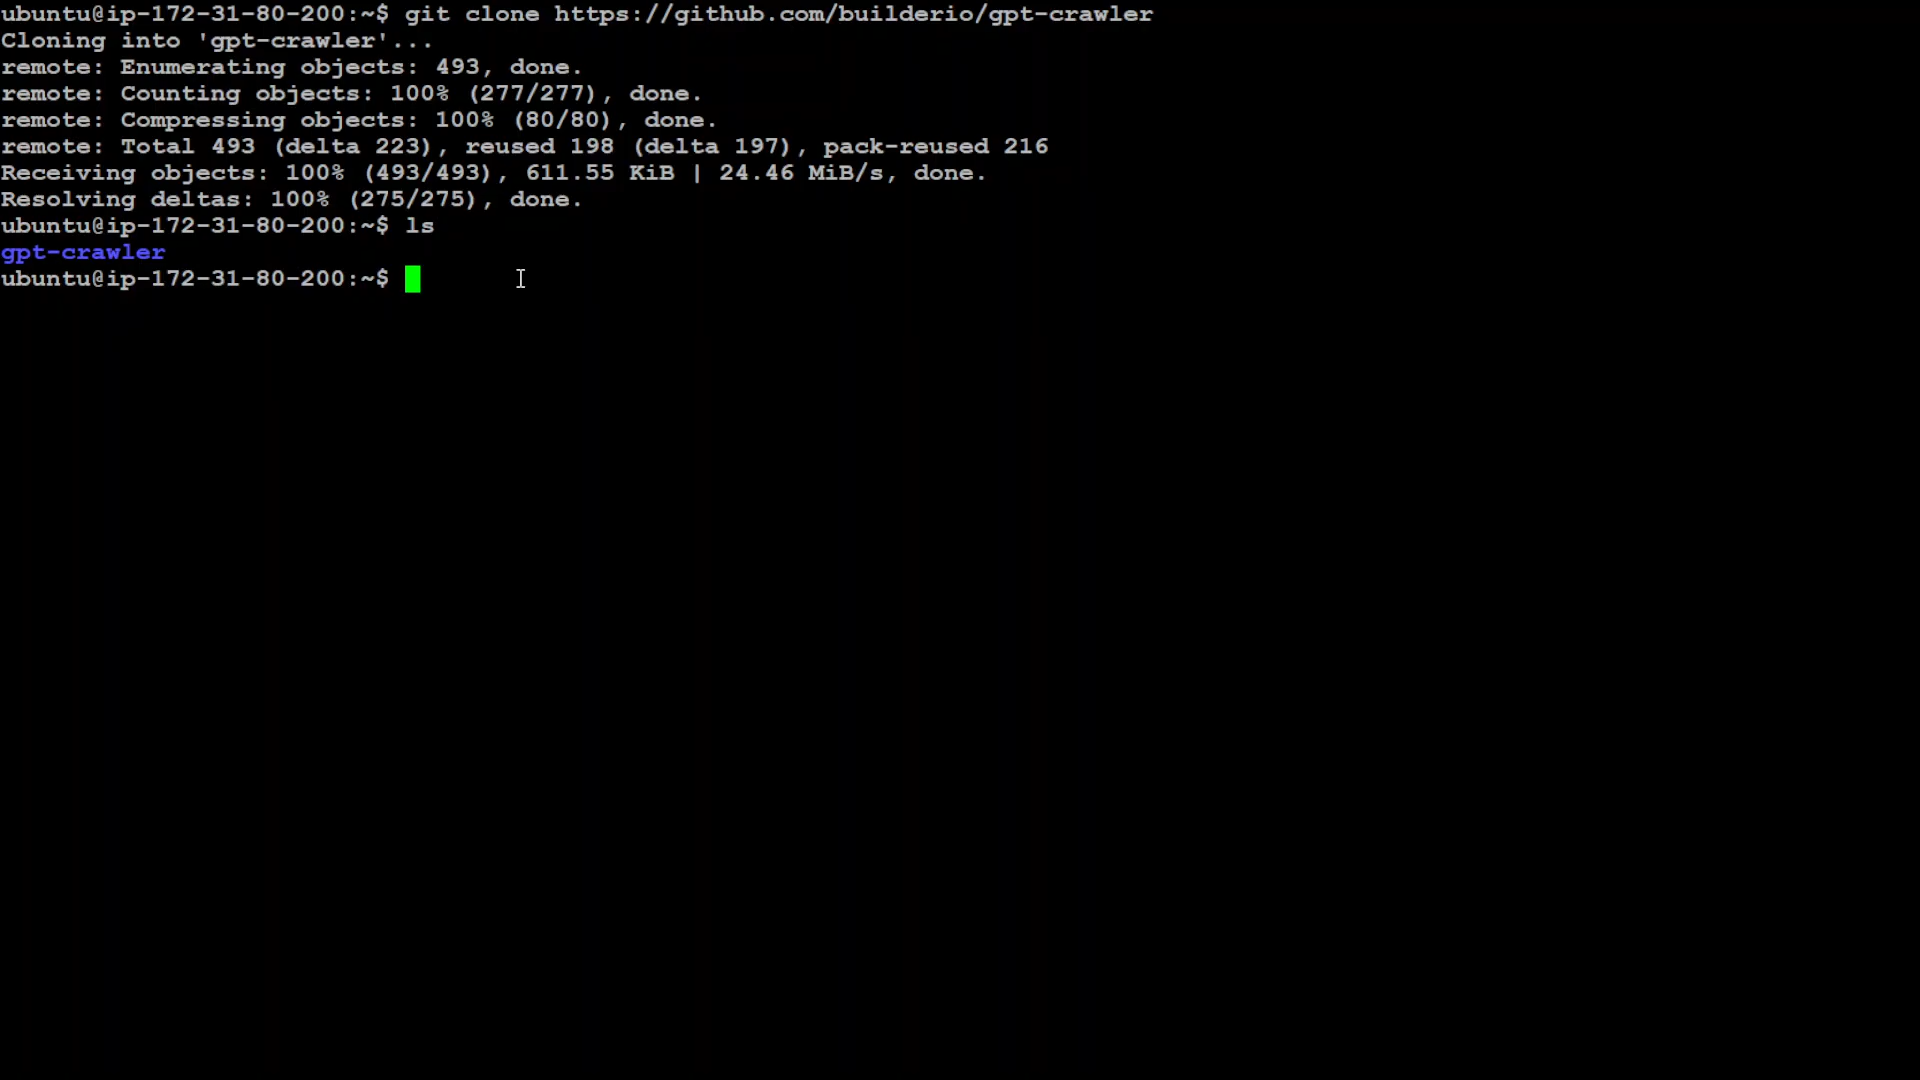 ubuntu@ip-172-31-80-200:~$ git clone https://github.com/builderio/gpt-crawler
Cloning into 'gpt-crawler'...
remote: Enumerating objects: 493, done.
remote: Counting objects: 100% (277/277), done.
remote: Compressing objects: 100% (80/80), done.
remote: Total 493 (delta 223), reused 198 (delta 197), pack-reused 216
Receiving objects: 100% (493/493), 611.55 KiB | 24.46 MiB/s, done.
Resolving deltas: 100% (275/275), done.
ubuntu@ip-172-31-80-200:~$ ls
gpt-crawler
ubuntu@ip-172-31-80-200:~$